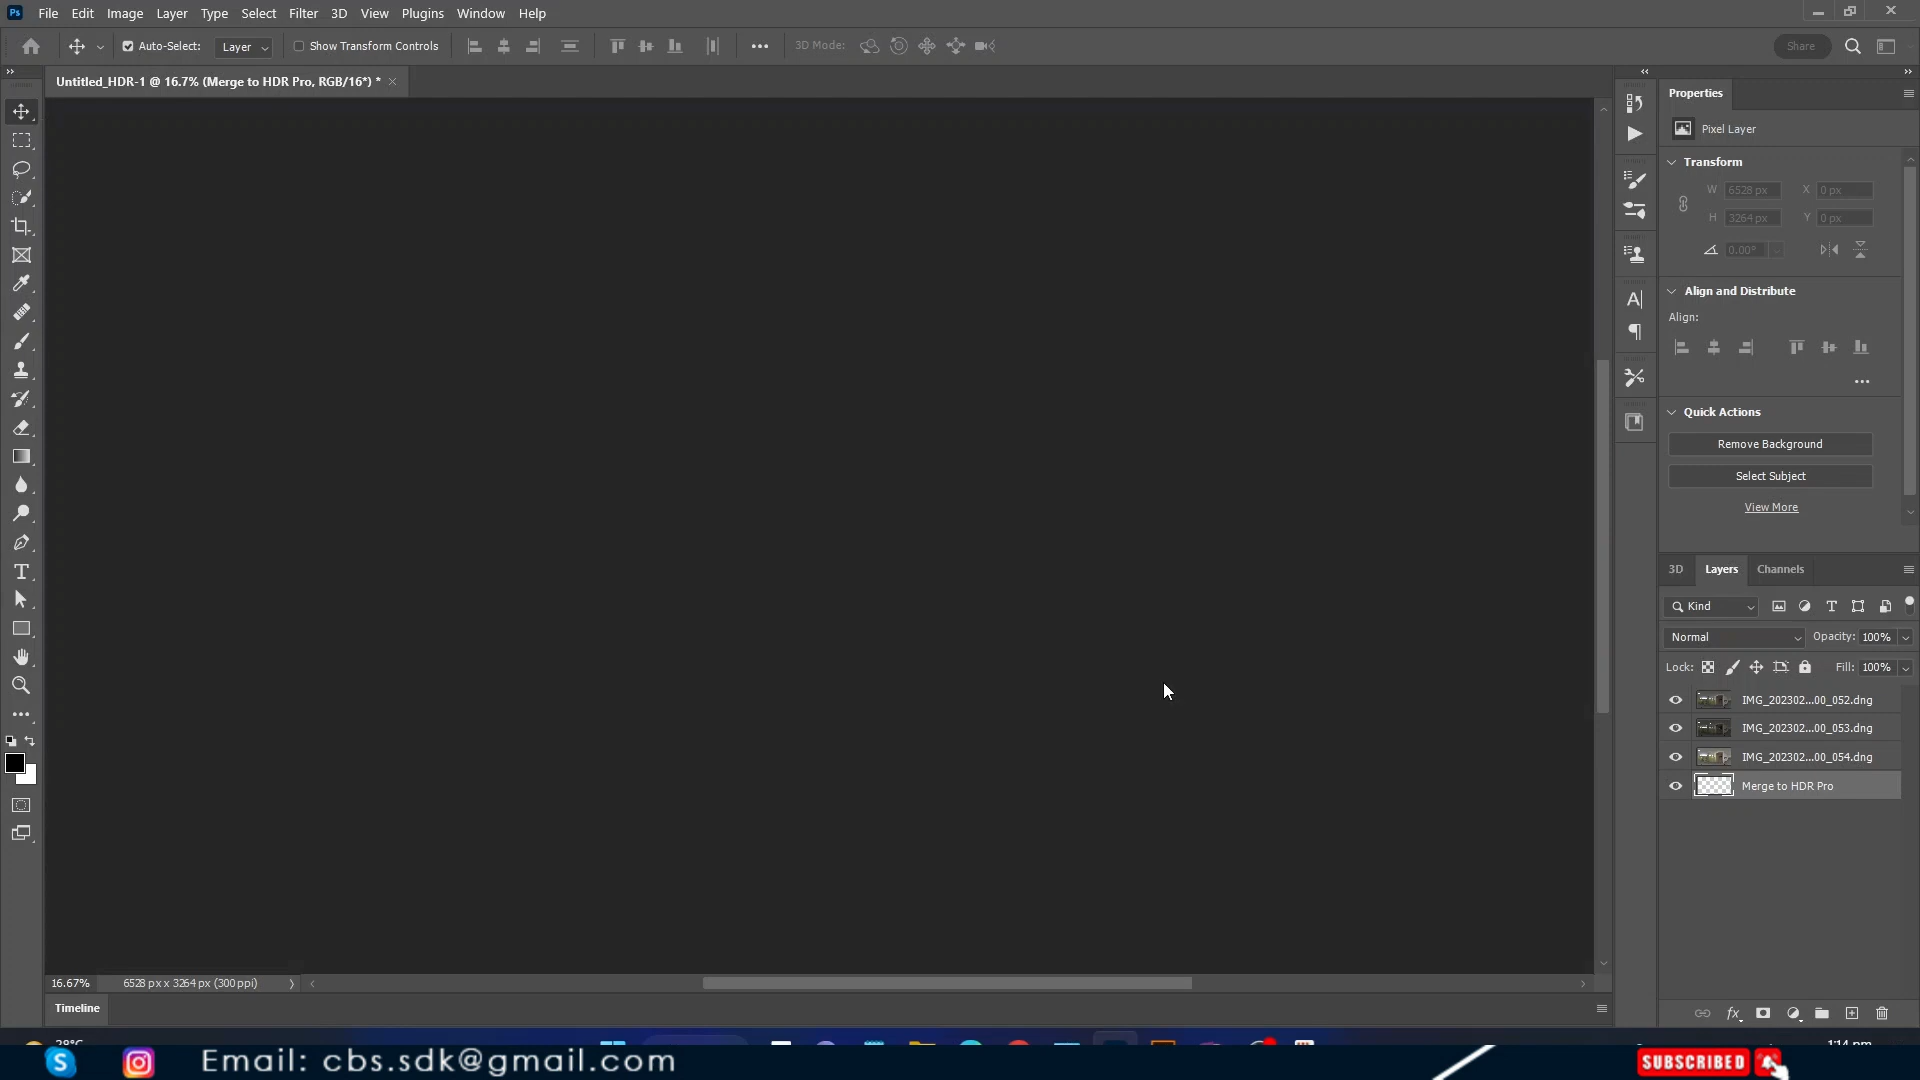 Ps File Edit Image Layer Type Select Filter 3D View Plugins Window Help
Auto-Select: Layer Show Transform Controls 3D Mode: Share
Untitled_HDR-1 @ 16.7% (Merge to HDR Pro, RGB/16*) *
Properties
Pixel Layer
Transform
W 6528 px X 0 px
H 3264 px Y 0 px
0.00°
Align and Distribute
Align:
Quick Actions
Remove Background
Select Subject
View More
3D Layers Channels
Kind
Normal Opacity: 100%
Lock: Fill: 100%
IMG_202302...00_052.dng
IMG_202302...00_053.dng
IMG_202302...00_054.dng
Merge to HDR Pro
16.67% 6528 px x 3264 px (300 ppi)
Timeline
28°C
1:14 pm
Email: cbs.sdk@gmail.com
SUBSCRIBED